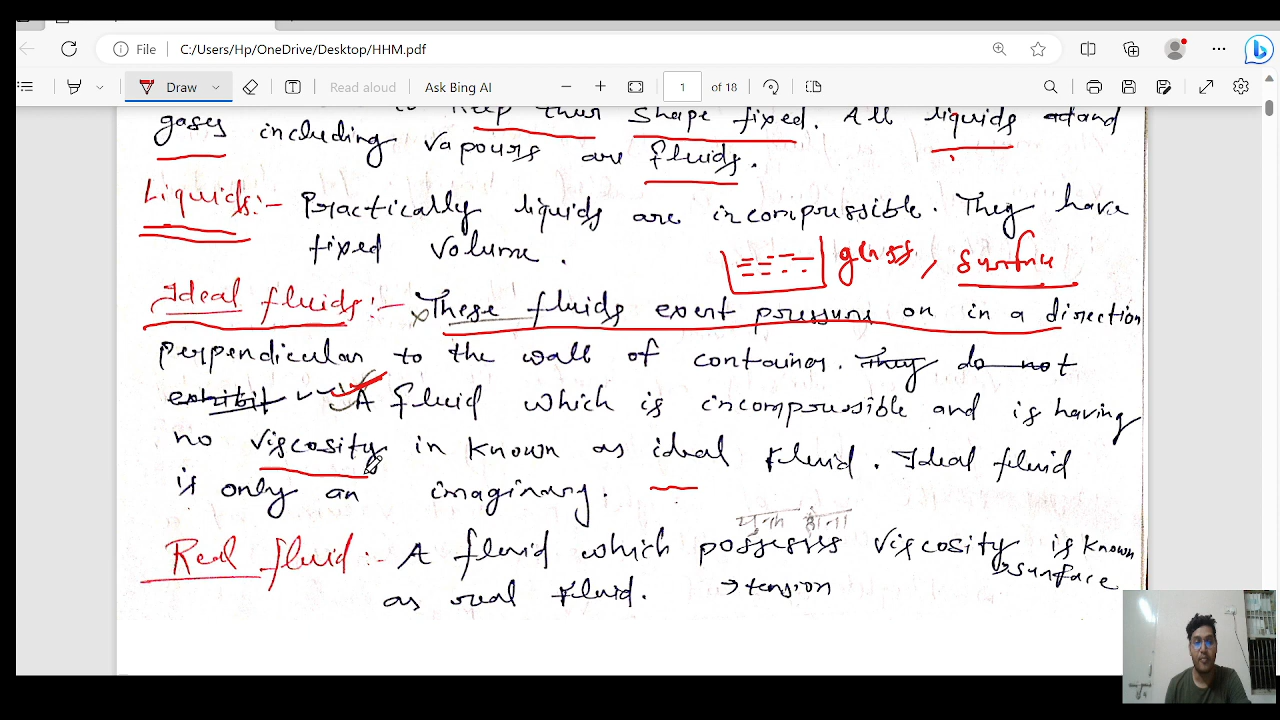 File C:/Users/Hp/OneDrive/Desktop/HHM.pdf
Draw Read aloud Ask Bing AI 1 of 18
to keep their shape fixed. All liquids and
gases including vapours are fluids.
Liquids:- Practically liquids are incompressible. They have
fixed volume.
glass, surface
Ideal fluids:- These fluids exert pressure on in a direction
perpendicular to the wall of container. They do not
exhibit A fluid which is incompressible and is having
no viscosity in known as ideal fluid. Ideal fluid
is only an imaginary.
युक्त होना
Real fluid:- A fluid which possesses viscosity is known
→surface
as real fluid. →tension